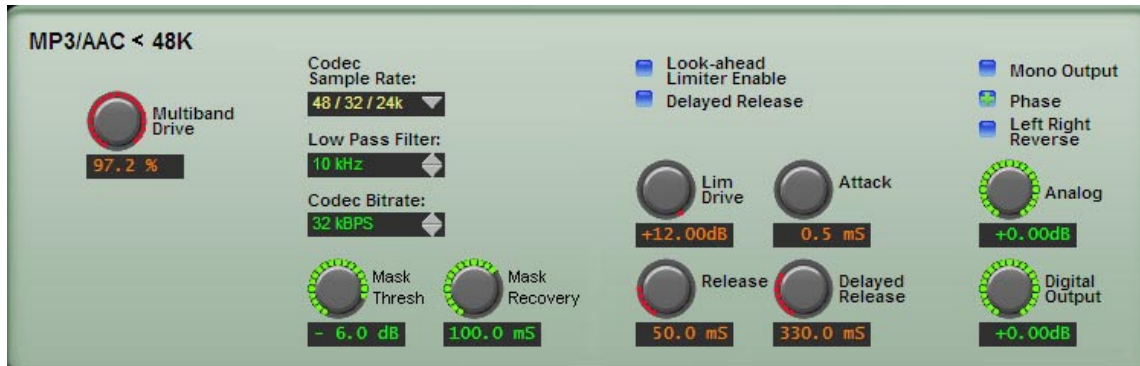 MP3/AAC < 48K
Multiband
Drive
97.2 %
Codec
Sample Rate:
48 / 32 / 24k
Low Pass Filter:
10 kHz
Codec Bitrate:
32 kBPS
Mask
Thresh
- 6.0 dB
Mask
Recovery
100.0 mS
Look-ahead
Limiter Enable
Delayed Release
Lim
Drive
+12.00dB
Attack
0.5 mS
Release
50.0 mS
Delayed
Release
330.0 mS
Mono Output
Phase
Left Right
Reverse
Analog
+0.00dB
Digital
Output
+0.00dB